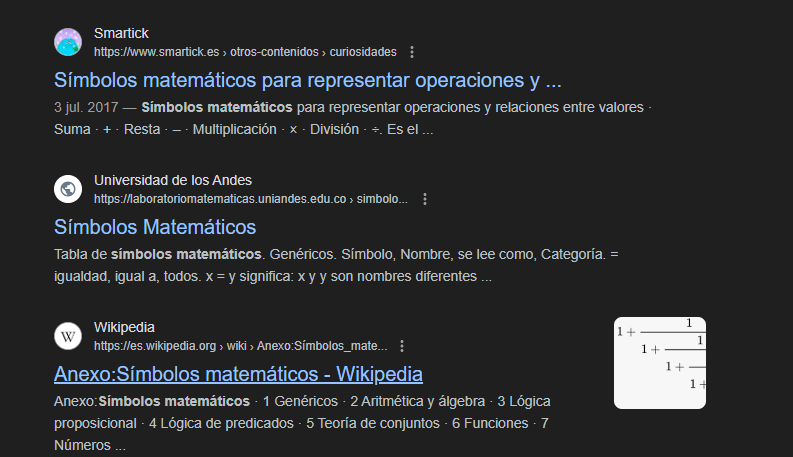 Smartick
https://www.smartick.es › otros-contenidos › curiosidades
Símbolos matemáticos para representar operaciones y ...
3 jul. 2017 — Símbolos matemáticos para representar operaciones y relaciones entre valores ·
Suma · + · Resta · – · Multiplicación · × · División · ÷. Es el ...
Universidad de los Andes
https://laboratoriomatematicas.uniandes.edu.co › simbolo...
Símbolos Matemáticos
Tabla de símbolos matemáticos. Genéricos. Símbolo, Nombre, se lee como, Categoría. =
igualdad, igual a, todos. x = y significa: x y y son nombres diferentes ...
W
Wikipedia
https://es.wikipedia.org › wiki › Anexo:Símbolos_mate...
Anexo:Símbolos matemáticos - Wikipedia
Anexo:Símbolos matemáticos · 1 Genéricos · 2 Aritmética y álgebra · 3 Lógica
proposicional · 4 Lógica de predicados · 5 Teoría de conjuntos · 6 Funciones · 7
Números ...
1
1 +
1
1 +
1 +
1 +